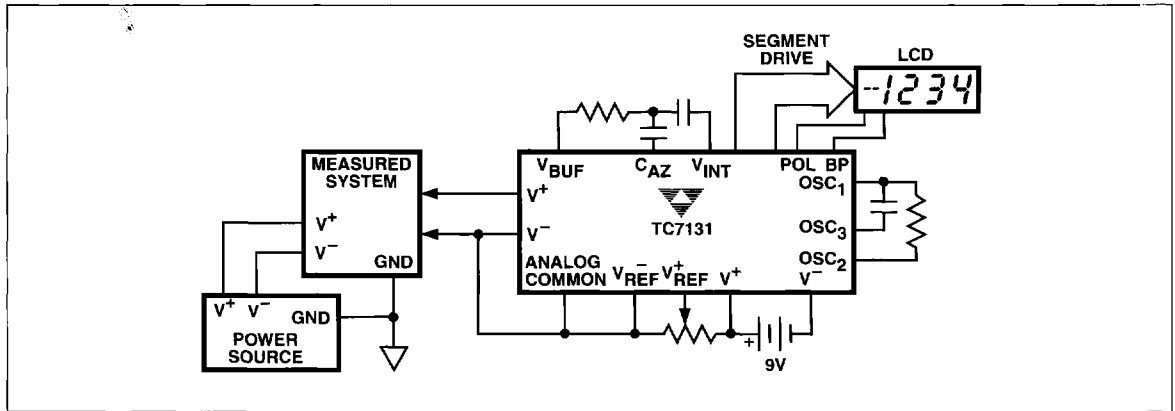 SEGMENT
DRIVE
LCD
--1234
MEASURED
SYSTEM
V+
V−
GND
V+
V−
GND
POWER
SOURCE
VBUF
CAZ
VINT
POL BP
V+
V−
TC7131
OSC1
OSC3
OSC2
ANALOG
COMMON
V−REF
V+REF
V+
V−
+
9V